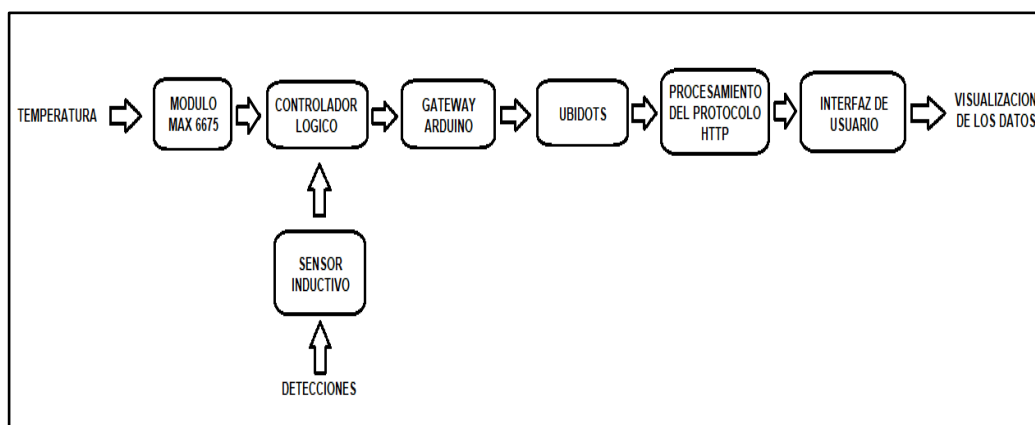 TEMPERATURA
MODULO
MAX 6675
CONTROLADOR
LOGICO
GATEWAY
ARDUINO
UBIDOTS
PROCESAMIENTO
DEL PROTOCOLO
HTTP
INTERFAZ DE
USUARIO
VISUALIZACION
DE LOS DATOS
SENSOR
INDUCTIVO
DETECCIONES